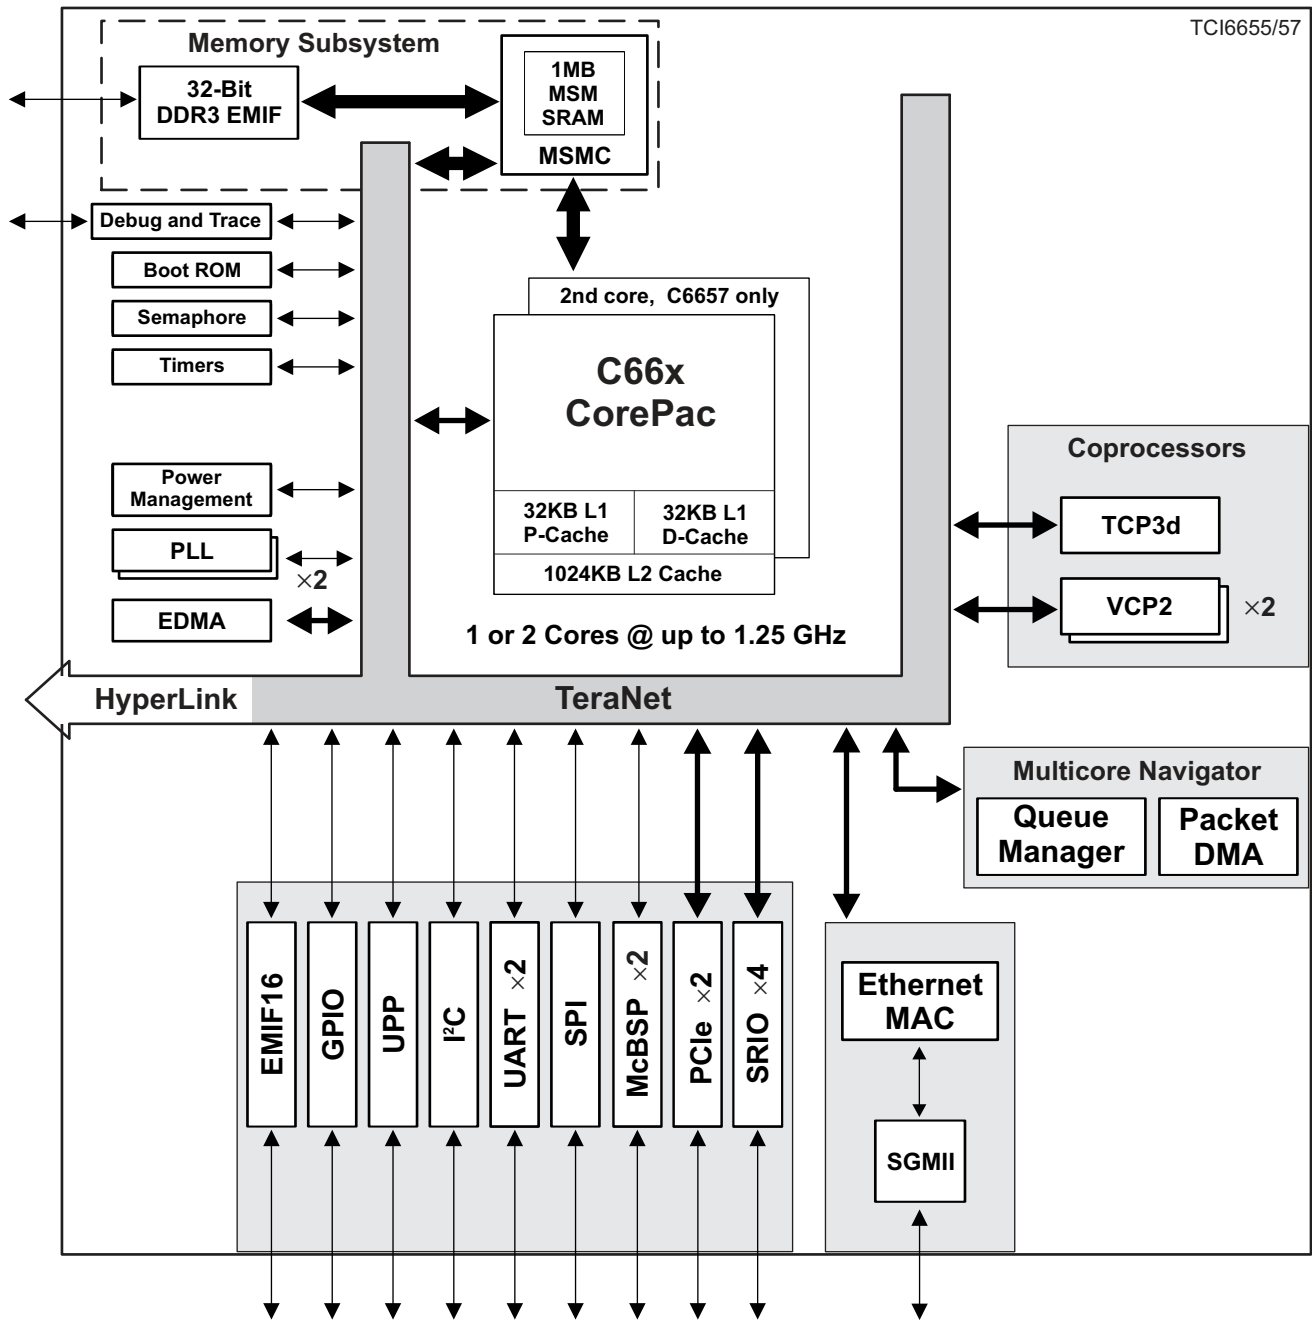 TCI6655/57
Memory Subsystem
32-Bit
DDR3 EMIF
1MB
MSM
SRAM
MSMC
Debug and Trace
Boot ROM
Semaphore
Timers
2nd core, C6657 only
C66x
CorePac
32KB L1
P-Cache
32KB L1
D-Cache
1024KB L2 Cache
1 or 2 Cores @ up to 1.25 GHz
Power
Management
PLL
×2
EDMA
Coprocessors
TCP3d
VCP2
×2
HyperLink
TeraNet
Multicore Navigator
Queue
Manager
Packet
DMA
EMIF16
GPIO
UPP
I²C
UART ×2
SPI
McBSP ×2
PCIe ×2
SRIO ×4
Ethernet
MAC
SGMII